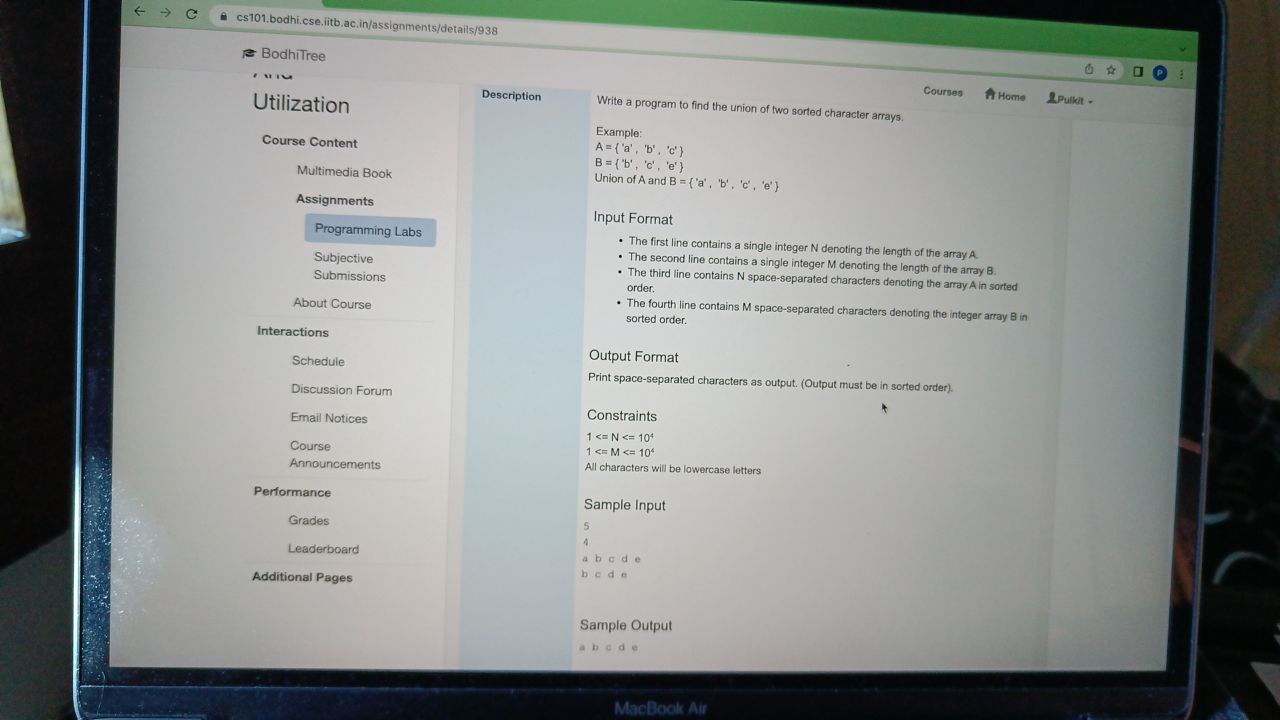 cs101.bodhi.cse.iitb.ac.in/assignments/details/938
P
BodhiTree
Courses
Home
Pulkit
Utilization
Course Content
Multimedia Book
Assignments
Programming Labs
Subjective
Submissions
About Course
Interactions
Schedule
Discussion Forum
Email Notices
Course
Announcements
Performance
Grades
Leaderboard
Additional Pages
Description
Write a program to find the union of two sorted character arrays.
Example:
A = { 'a' , 'b' , 'c' }
B = { 'b' , 'c' , 'e' }
Union of A and B = { 'a' , 'b' , 'c' , 'e' }
Input Format
• The first line contains a single integer N denoting the length of the array A.
• The second line contains a single integer M denoting the length of the array B.
• The third line contains N space-separated characters denoting the array A in sorted
order.
• The fourth line contains M space-separated characters denoting the integer array B in
sorted order.
Output Format
Print space-separated characters as output. (Output must be in sorted order).
Constraints
1 <= N <= 10⁴
1 <= M <= 10⁴
All characters will be lowercase letters
Sample Input
5
4
a b c d e
b c d e
Sample Output
a b c d e
MacBook Air